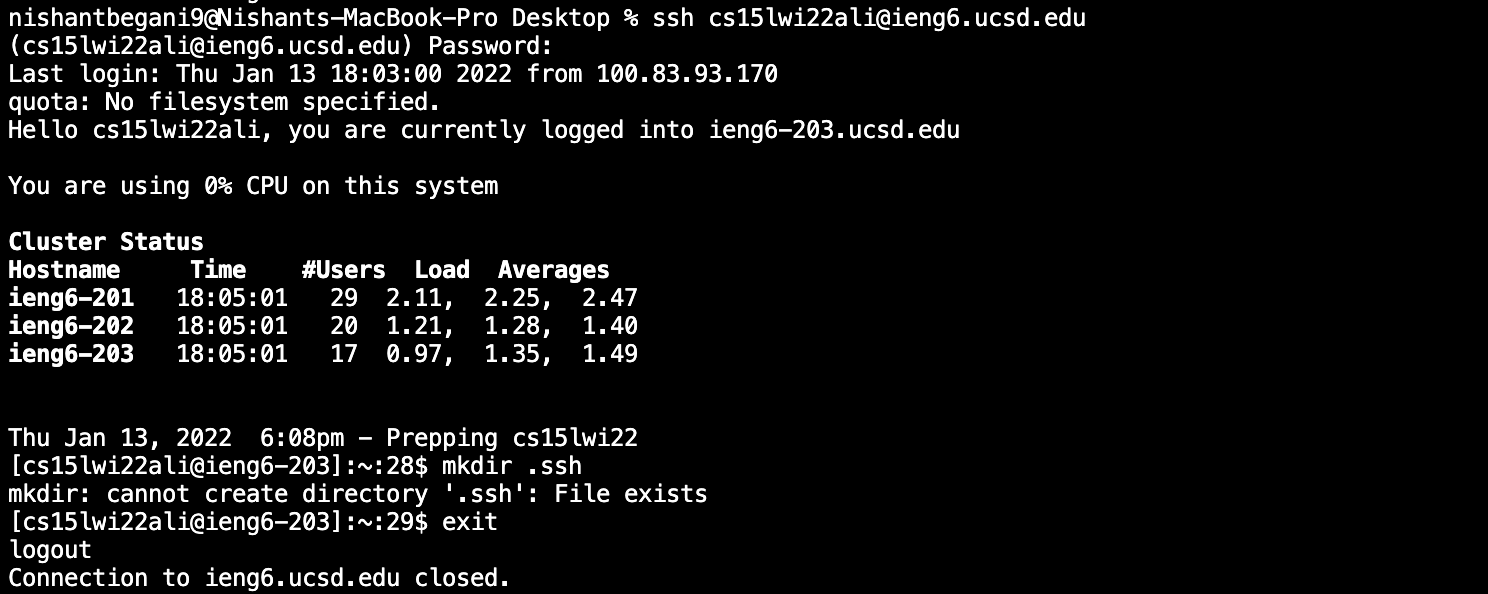 nishantbegani9@Nishants-MacBook-Pro Desktop % ssh cs15lwi22ali@ieng6.ucsd.edu
(cs15lwi22ali@ieng6.ucsd.edu) Password:
Last login: Thu Jan 13 18:03:00 2022 from 100.83.93.170
quota: No filesystem specified.
Hello cs15lwi22ali, you are currently logged into ieng6-203.ucsd.edu
You are using 0% CPU on this system
Cluster Status
Hostname     Time    #Users  Load  Averages
ieng6-201   18:05:01   29  2.11,  2.25,  2.47
ieng6-202   18:05:01   20  1.21,  1.28,  1.40
ieng6-203   18:05:01   17  0.97,  1.35,  1.49
Thu Jan 13, 2022  6:08pm - Prepping cs15lwi22
[cs15lwi22ali@ieng6-203]:~:28$ mkdir .ssh
mkdir: cannot create directory '.ssh': File exists
[cs15lwi22ali@ieng6-203]:~:29$ exit
logout
Connection to ieng6.ucsd.edu closed.